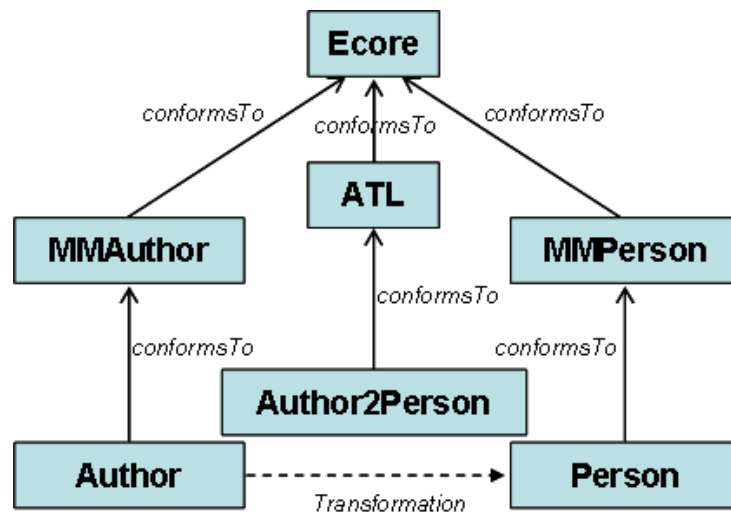 Ecore
conformsTo
conformsTo
conformsTo
ATL
MMAuthor
MMPerson
conformsTo
conformsTo
conformsTo
Author2Person
Author
Person
Transformation